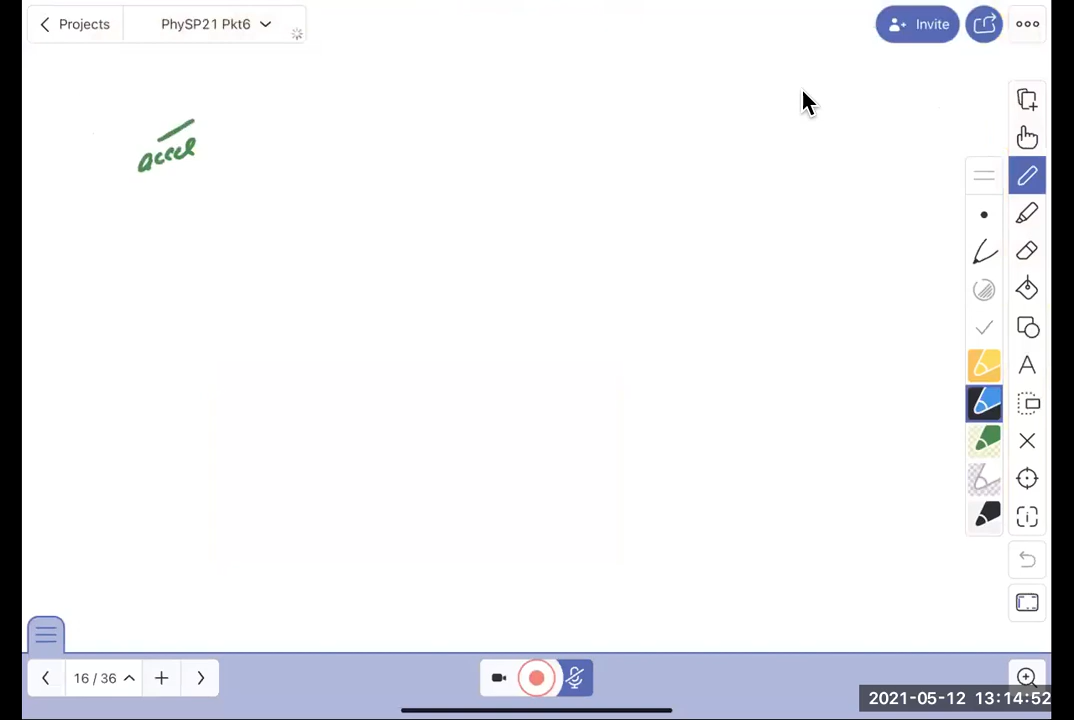 Projects PhySP21 Pkt6 Invite
accel
A
16 / 36
2021-05-12 13:14:52